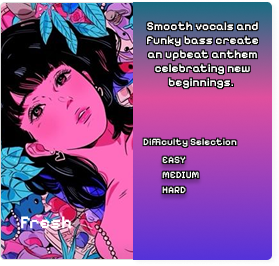 Smooth vocals and
funky bass create
an upbeat anthem
celebrating new
beginnings.
Difficulty Selection
EASY
MEDIUM
HARD
Fresh